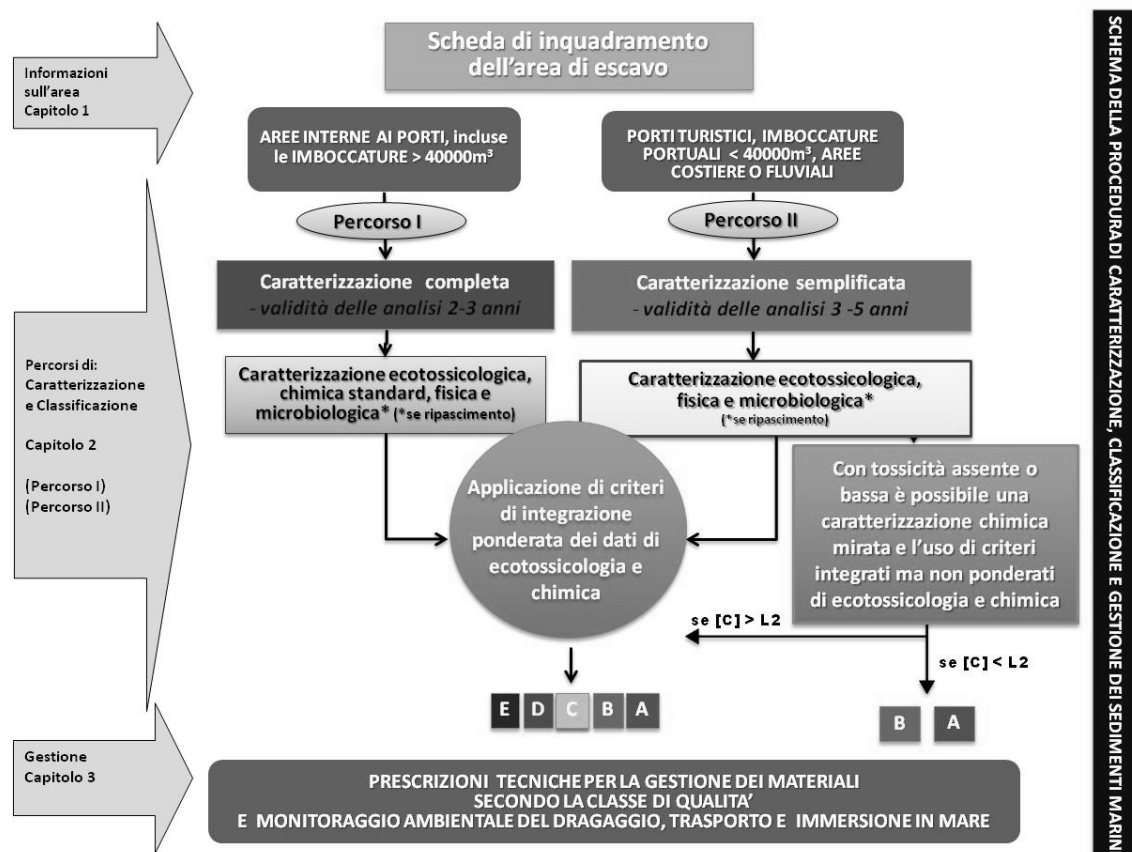 Scheda di inquadramento
dell'area di escavo
Informazioni
sull'area
Capitolo 1
AREE INTERNE AI PORTI, incluse
le IMBOCCATURE > 40000m³
PORTI TURISTICI, IMBOCCATURE
PORTUALI < 40000m³, AREE
COSTIERE O FLUVIALI
Percorso I
Percorso II
Caratterizzazione completa
- validità delle analisi 2-3 anni
Caratterizzazione semplificata
- validità delle analisi 3 -5 anni
Percorsi di:
Caratterizzazione
e Classificazione
Capitolo 2
(Percorso I)
(Percorso II)
Caratterizzazione ecotossicologica,
chimica standard, fisica e
microbiologica* (*se ripascimento)
Caratterizzazione ecotossicologica,
fisica e microbiologica*
(*se ripascimento)
Applicazione di criteri
di integrazione
ponderata dei dati di
ecotossicologia e
chimica
Con tossicità assente o
bassa è possibile una
caratterizzazione chimica
mirata e l'uso di criteri
integrati ma non ponderati
di ecotossicologia e chimica
se [C] > L2
se [C] < L2
E D C B A
B A
Gestione
Capitolo 3
PRESCRIZIONI TECNICHE PER LA GESTIONE DEI MATERIALI
SECONDO LA CLASSE DI QUALITA'
E MONITORAGGIO AMBIENTALE DEL DRAGAGGIO, TRASPORTO E IMMERSIONE IN MARE
SCHEMA DELLA PROCEDURA DI CARATTERIZZAZIONE, CLASSIFICAZIONE E GESTIONE DEI SEDIMENTI MARIN